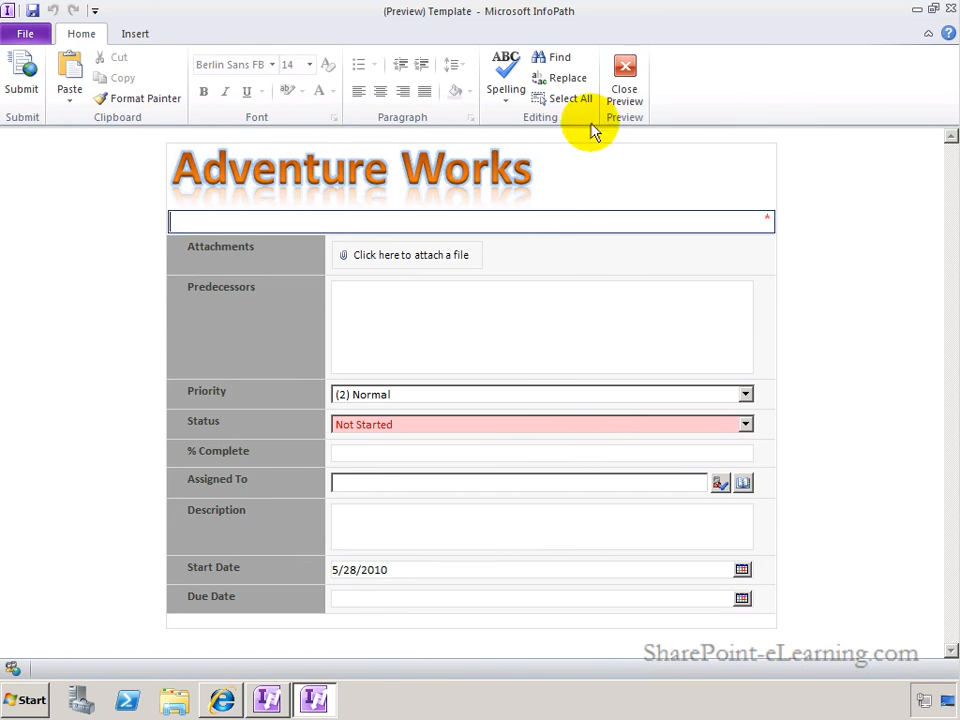 (Preview) Template - Microsoft InfoPath
File
Home
Insert
Submit
Submit
Paste
Cut
Copy
Format Painter
Clipboard
Berlin Sans FB
14
B I U
A
Font
Paragraph
ABC
Spelling
Find
Replace
Select All
Editing
Close
Preview
Preview
Adventure Works
*
Attachments
Click here to attach a file
Predecessors
Priority
(2) Normal
Status
Not Started
% Complete
Assigned To
Description
Start Date
5/28/2010
Due Date
SharePoint-eLearning.com
Start